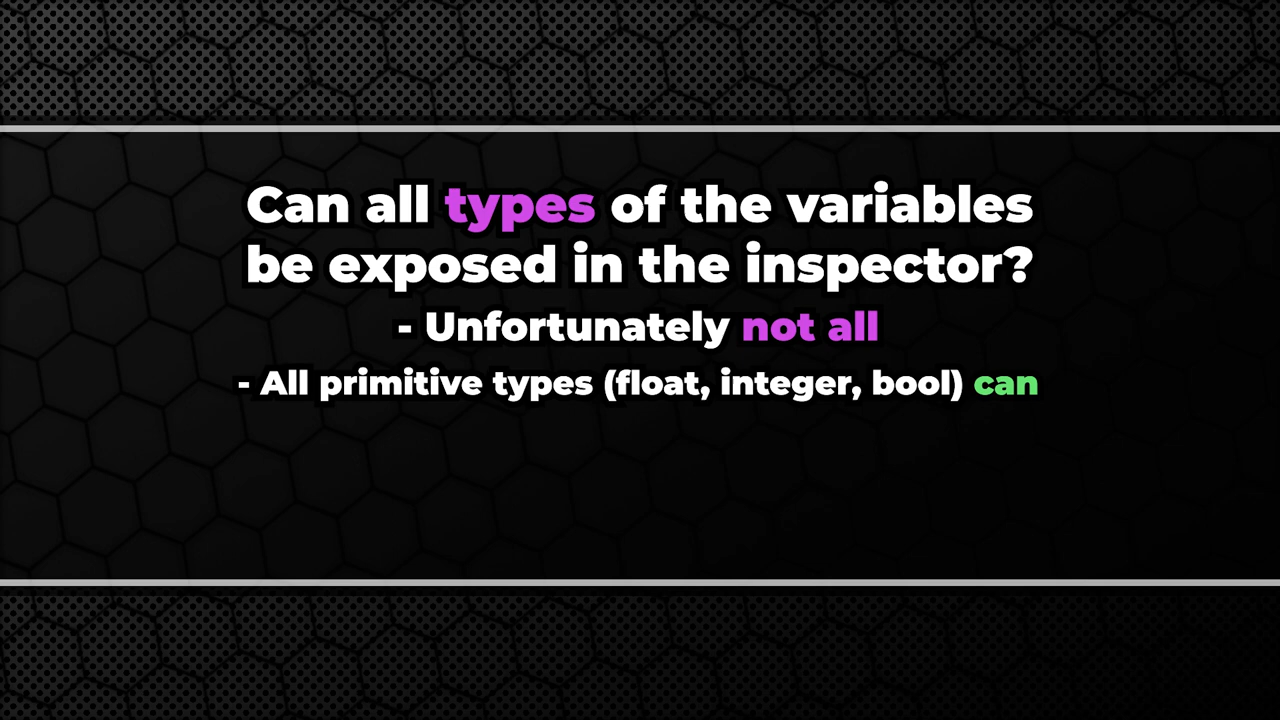 Can all types of the variables
be exposed in the inspector?
- Unfortunately not all
- All primitive types (float, integer, bool) can